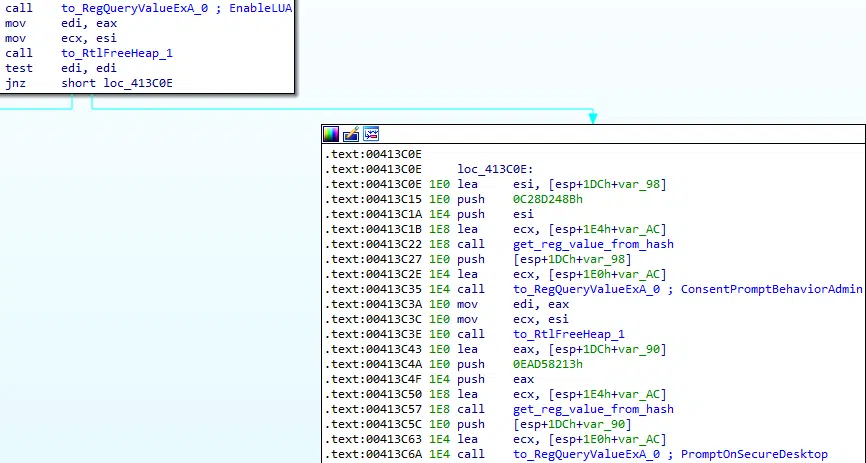 call to_RegQueryValueExA_0 ; EnableLUA
mov edi, eax
mov ecx, esi
call to_RtlFreeHeap_1
test edi, edi
jnz short loc_413C0E
.text:00413C0E
.text:00413C0E loc_413C0E:
.text:00413C0E 1E0 lea esi, [esp+1DCh+var_98]
.text:00413C15 1E0 push 0C28D248Bh
.text:00413C1A 1E4 push esi
.text:00413C1B 1E8 lea ecx, [esp+1E4h+var_AC]
.text:00413C22 1E8 call get_reg_value_from_hash
.text:00413C27 1E0 push [esp+1DCh+var_98]
.text:00413C2E 1E4 lea ecx, [esp+1E0h+var_AC]
.text:00413C35 1E4 call to_RegQueryValueExA_0 ; ConsentPromptBehaviorAdmin
.text:00413C3A 1E0 mov edi, eax
.text:00413C3C 1E0 mov ecx, esi
.text:00413C3E 1E0 call to_RtlFreeHeap_1
.text:00413C43 1E0 lea eax, [esp+1DCh+var_90]
.text:00413C4A 1E0 push 0EAD58213h
.text:00413C4F 1E4 push eax
.text:00413C50 1E8 lea ecx, [esp+1E4h+var_AC]
.text:00413C57 1E8 call get_reg_value_from_hash
.text:00413C5C 1E0 push [esp+1DCh+var_90]
.text:00413C63 1E4 lea ecx, [esp+1E0h+var_AC]
.text:00413C6A 1E4 call to_RegQueryValueExA_0 ; PromptOnSecureDesktop